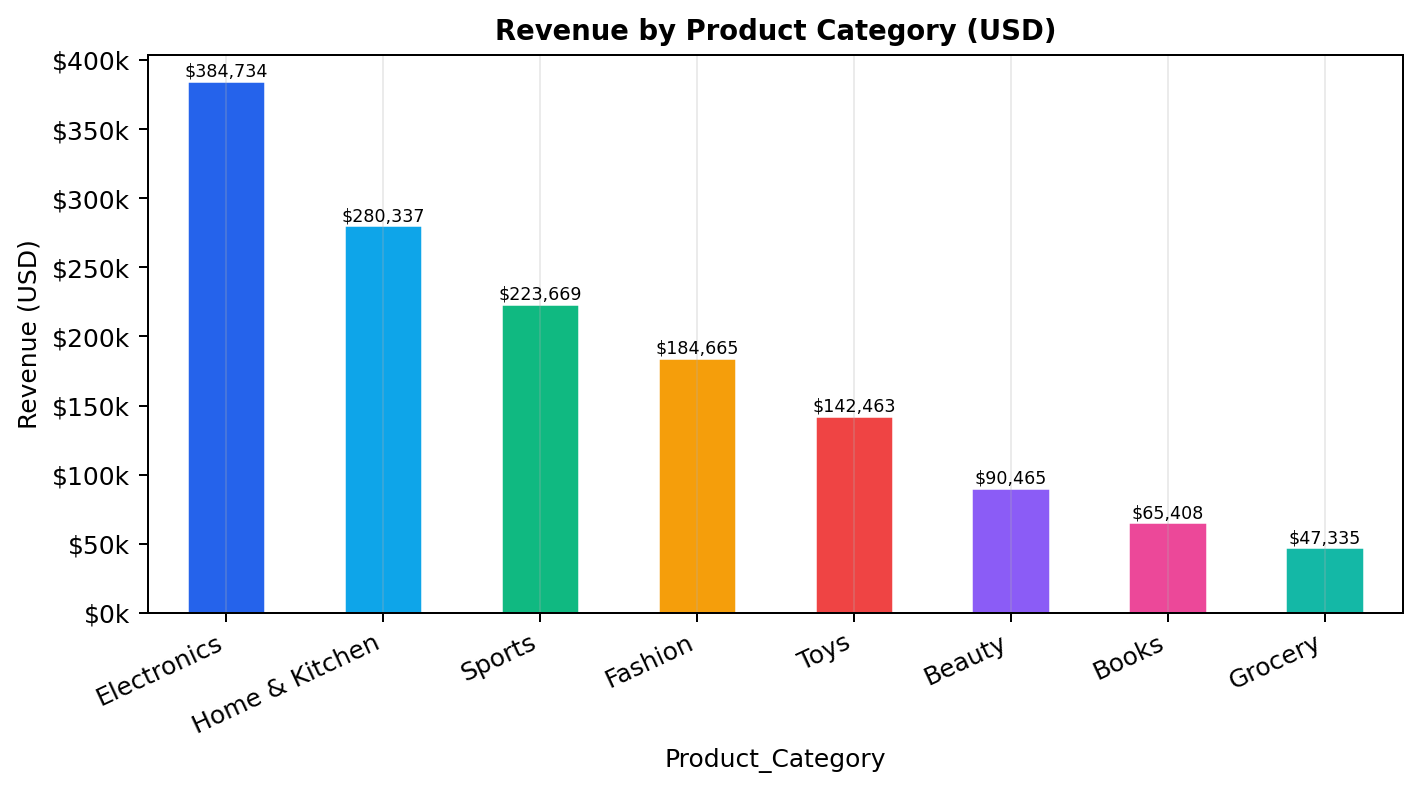 Revenue by Product Category (USD)
Revenue (USD)
$400k
$350k
$300k
$250k
$200k
$150k
$100k
$50k
$0k
$384,734
$280,337
$223,669
$184,665
$142,463
$90,465
$65,408
$47,335
Electronics
Home & Kitchen
Sports
Fashion
Toys
Beauty
Books
Grocery
Product_Category